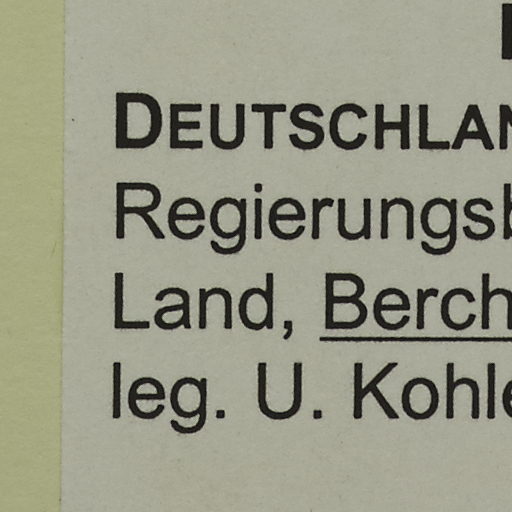 DEUTSCHLAN
Regierungsb
Land, Berch
leg. U. Kohle